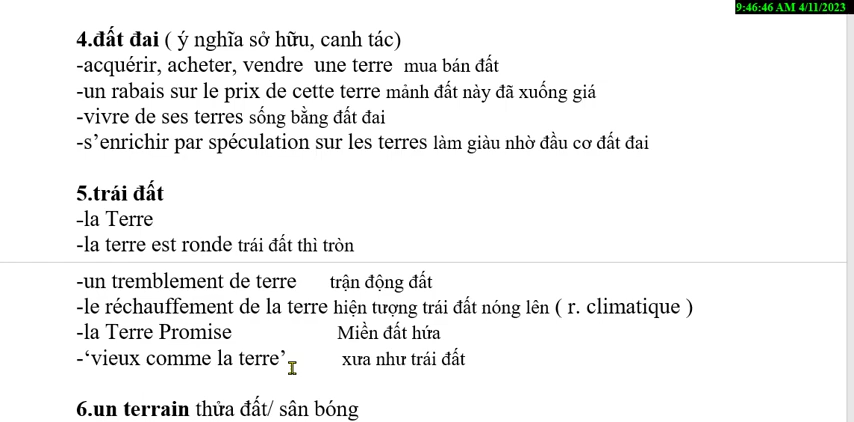 9:46:46 AM 4/11/2023
4.đất đai ( ý nghĩa sở hữu, canh tác)
-acquérir, acheter, vendre une terre mua bán đất
-un rabais sur le prix de cette terre mảnh đất này đã xuống giá
-vivre de ses terres sống bằng đất đai
-s’enrichir par spéculation sur les terres làm giàu nhờ đầu cơ đất đai
5.trái đất
-la Terre
-la terre est ronde trái đất thì tròn
-un tremblement de terre trận động đất
-le réchauffement de la terre hiện tượng trái đất nóng lên ( r. climatique )
-la Terre Promise Miền đất hứa
-‘vieux comme la terre’ xưa như trái đất
6.un terrain thửa đất/ sân bóng